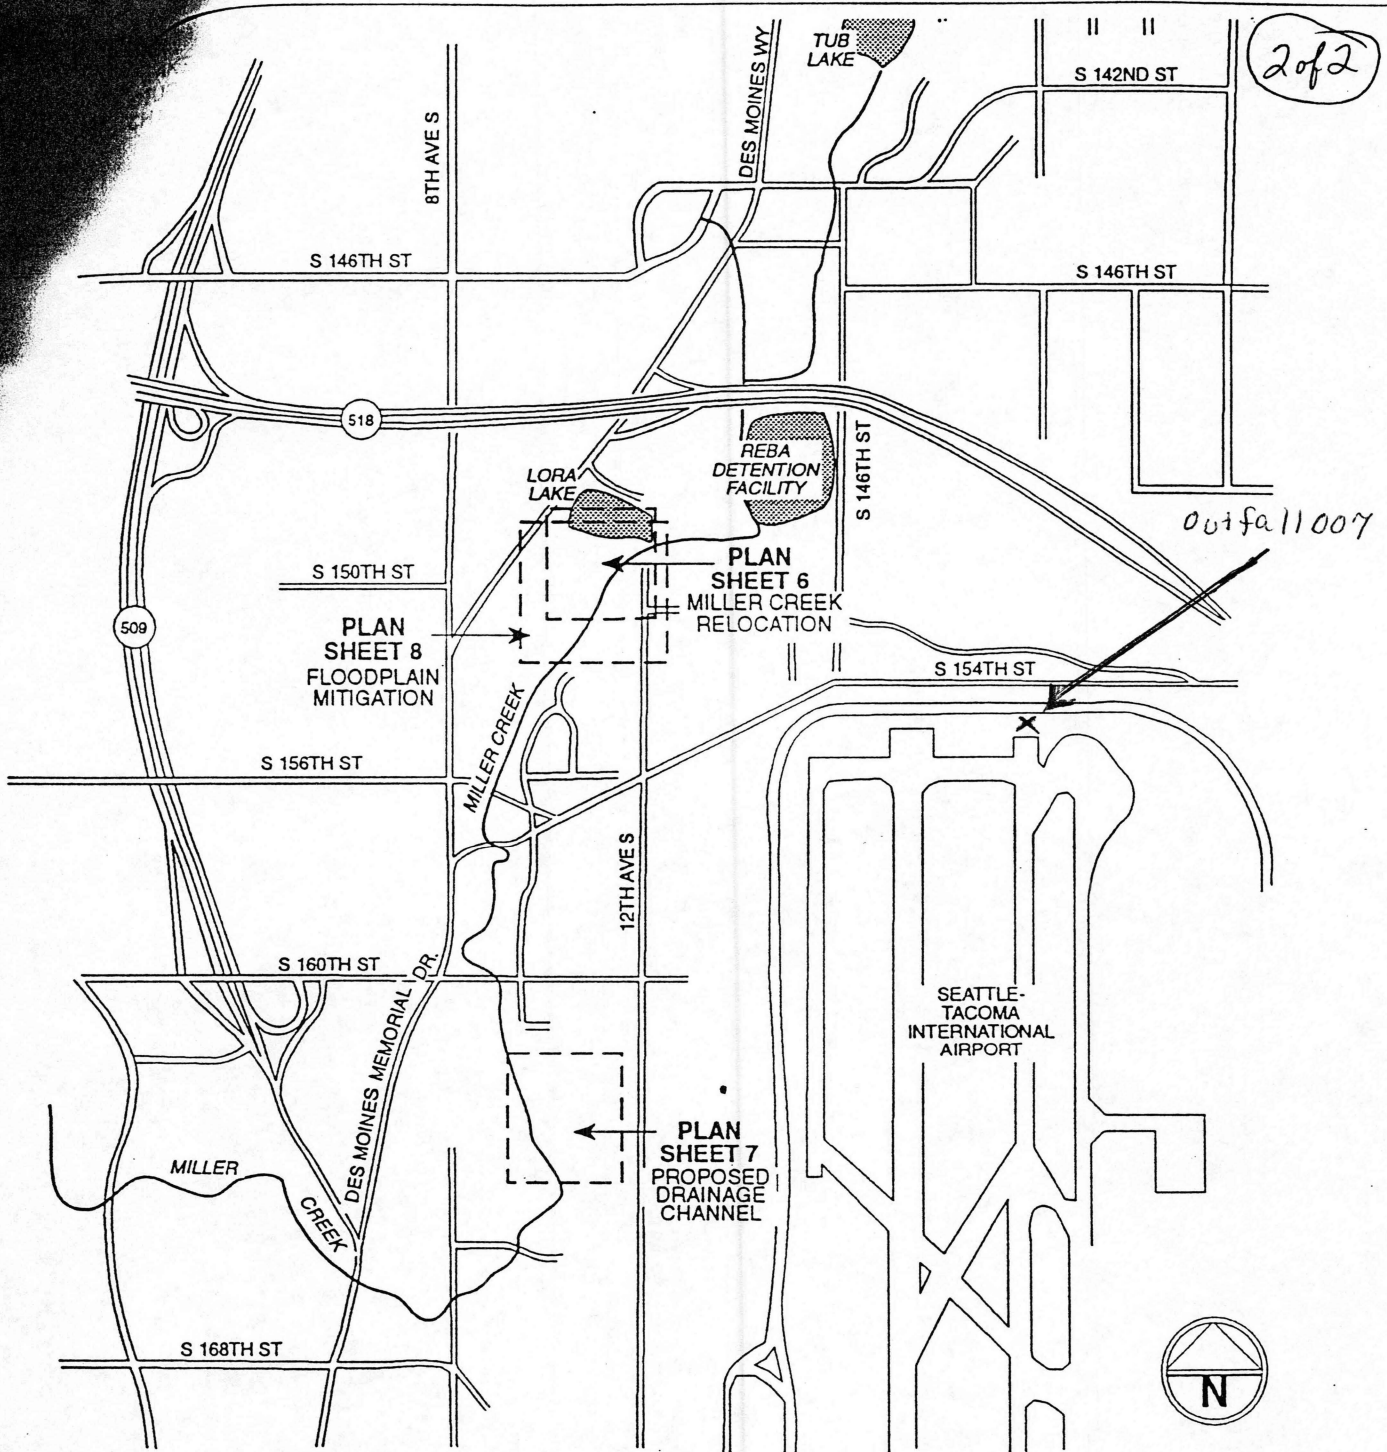 2 of 2
TUB
LAKE
DES MOINES WY
S 142ND ST
8TH AVE S
S 146TH ST
S 146TH ST
518
REBA
DETENTION
FACILITY
S 146TH ST
LORA
LAKE
outfall 007
PLAN
SHEET 6
MILLER CREEK
RELOCATION
S 150TH ST
509
PLAN
SHEET 8
FLOODPLAIN
MITIGATION
S 154TH ST
X
MILLER CREEK
S 156TH ST
12TH AVE S
S 160TH ST
DES MOINES MEMORIAL DR.
SEATTLE-
TACOMA
INTERNATIONAL
AIRPORT
PLAN
SHEET 7
PROPOSED
DRAINAGE
CHANNEL
MILLER
CREEK
S 168TH ST
N